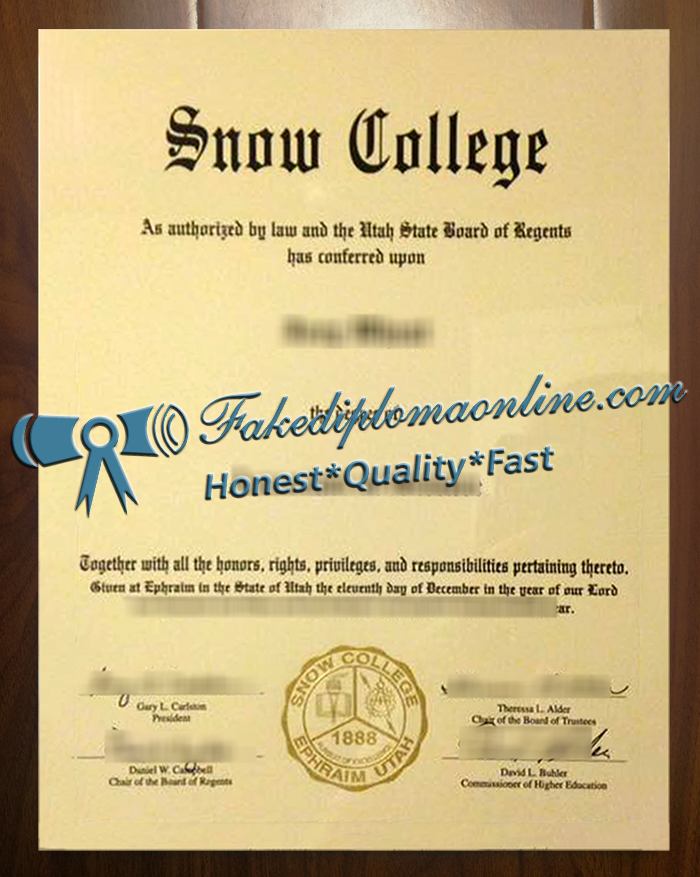 Snow College
As authorized by law and the Utah State Board of Regents
has conferred upon
the degree of
Fakediplomaonline.com
Honest*Quality*Fast
Together with all the honors, rights, privileges, and responsibilities pertaining thereto.
Given at Ephraim in the State of Utah the eleventh day of December in the year of our Lord
SNOW COLLEGE
1888
EPHRAIM UTAH
Gary L. Carlston
President
Theressa L. Alder
Chair of the Board of Trustees
Daniel W. Campbell
Chair of the Board of Regents
David L. Buhler
Commissioner of Higher Education